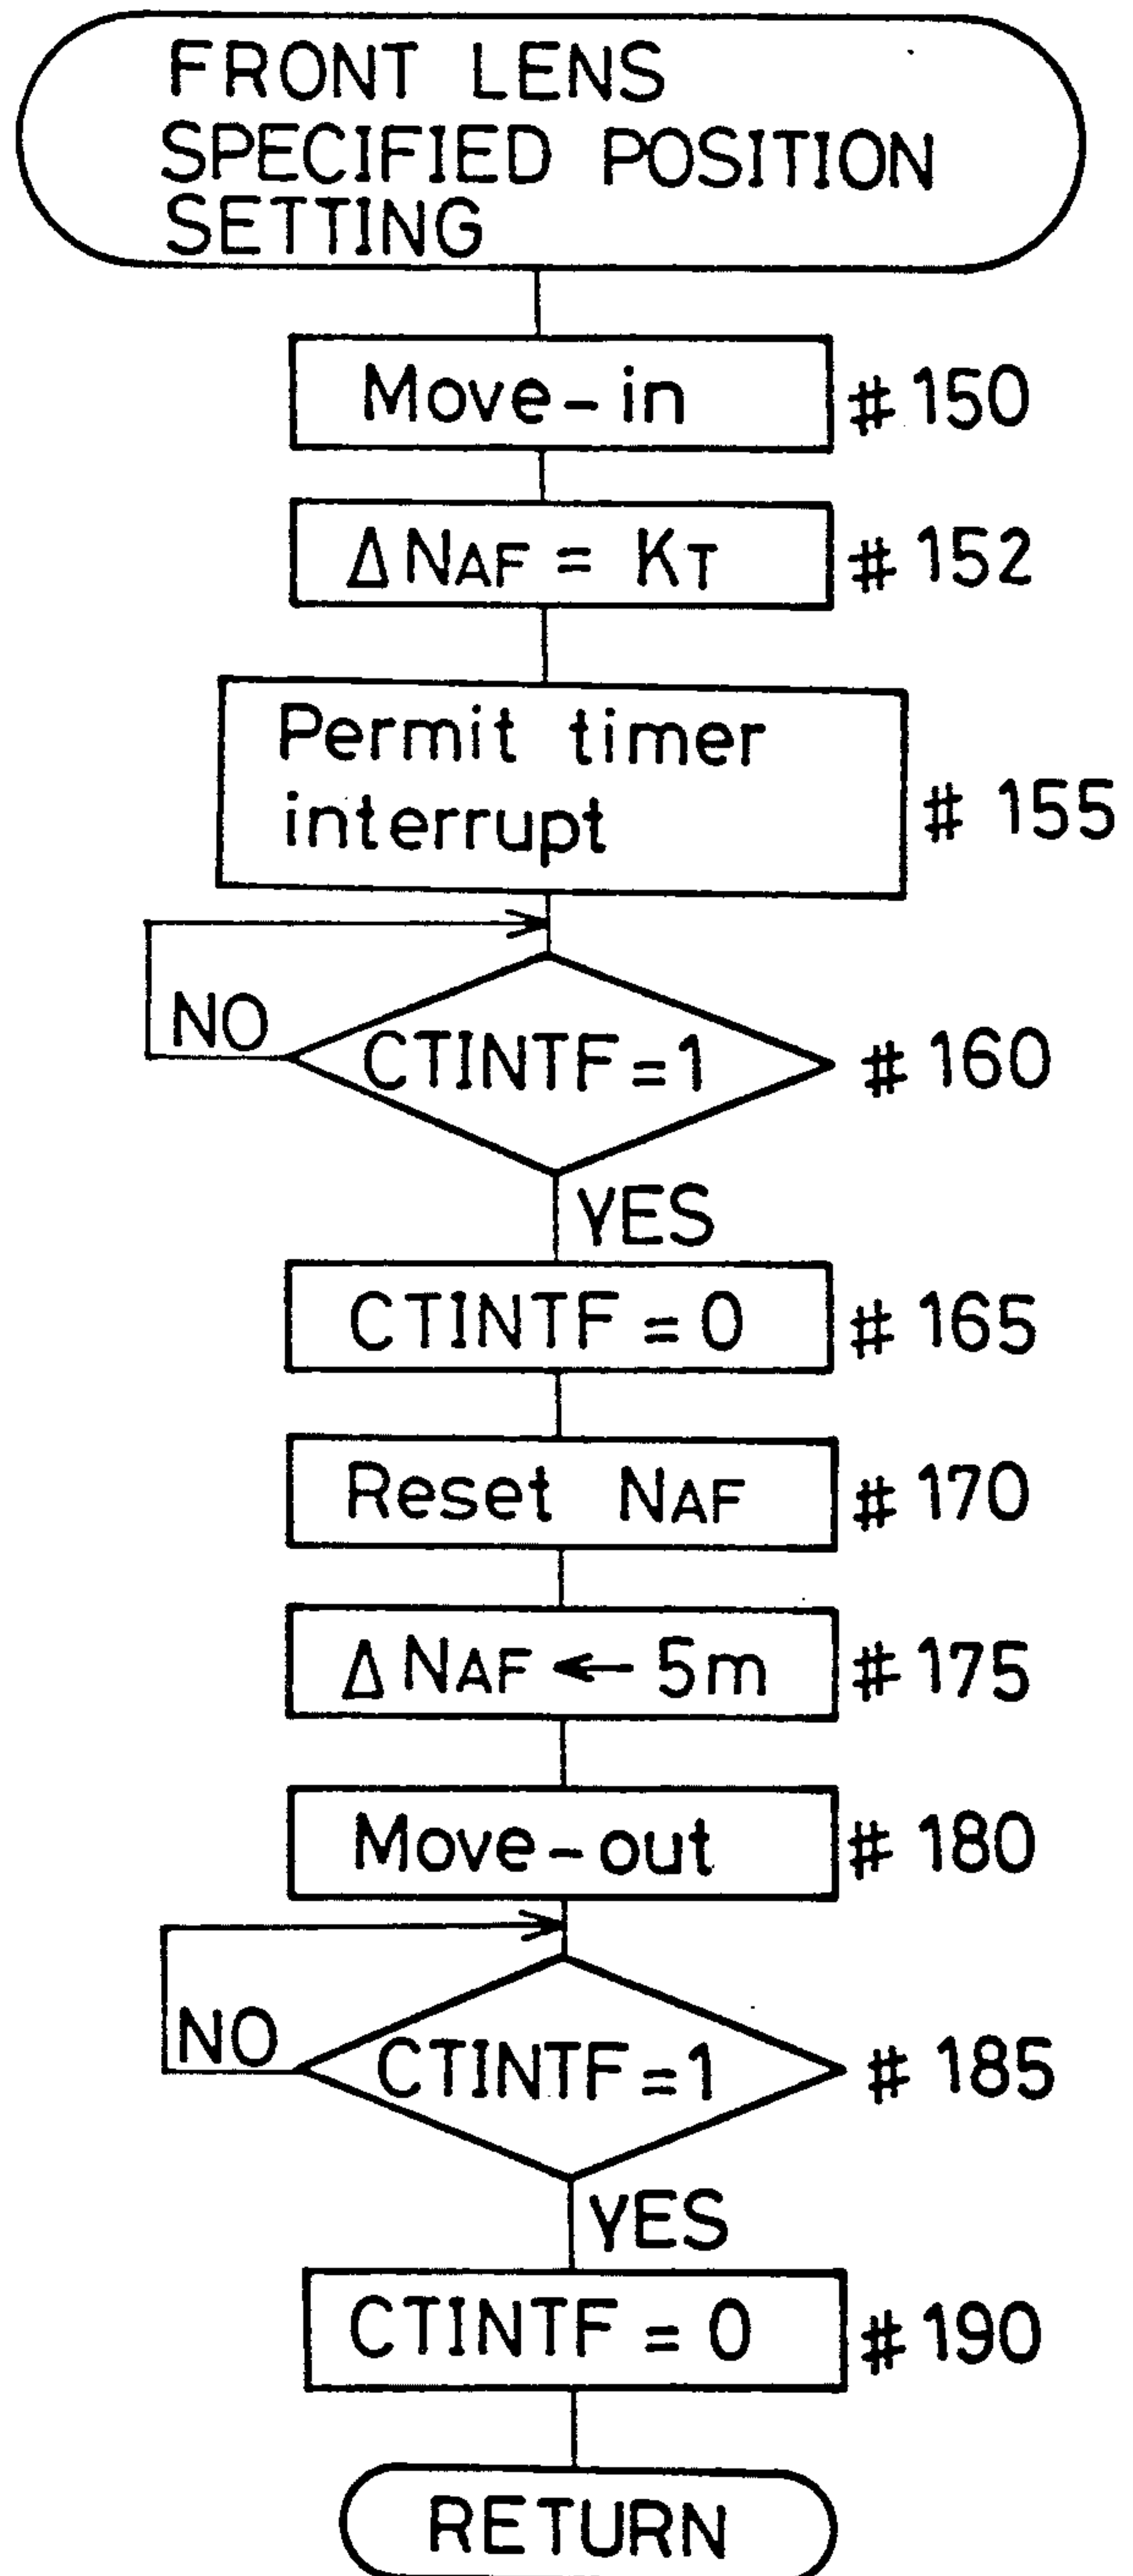 FRONT LENS
SPECIFIED POSITION
SETTING
Move-in
# 150
ΔNAF = KT
# 152
Permit timer
interrupt
# 155
NO
CTINTF=1
# 160
YES
CTINTF = 0
# 165
Reset NAF
# 170
ΔNAF ← 5m
# 175
Move-out
# 180
NO
CTINTF=1
# 185
YES
CTINTF = 0
# 190
RETURN